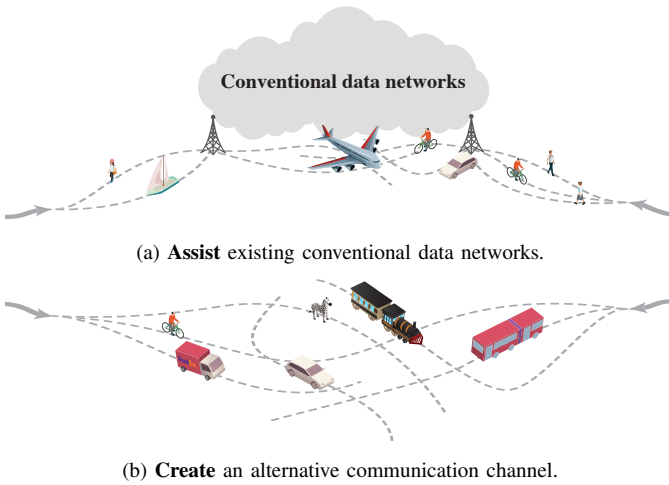 Conventional data networks
(a) Assist existing conventional data networks.
(b) Create an alternative communication channel.